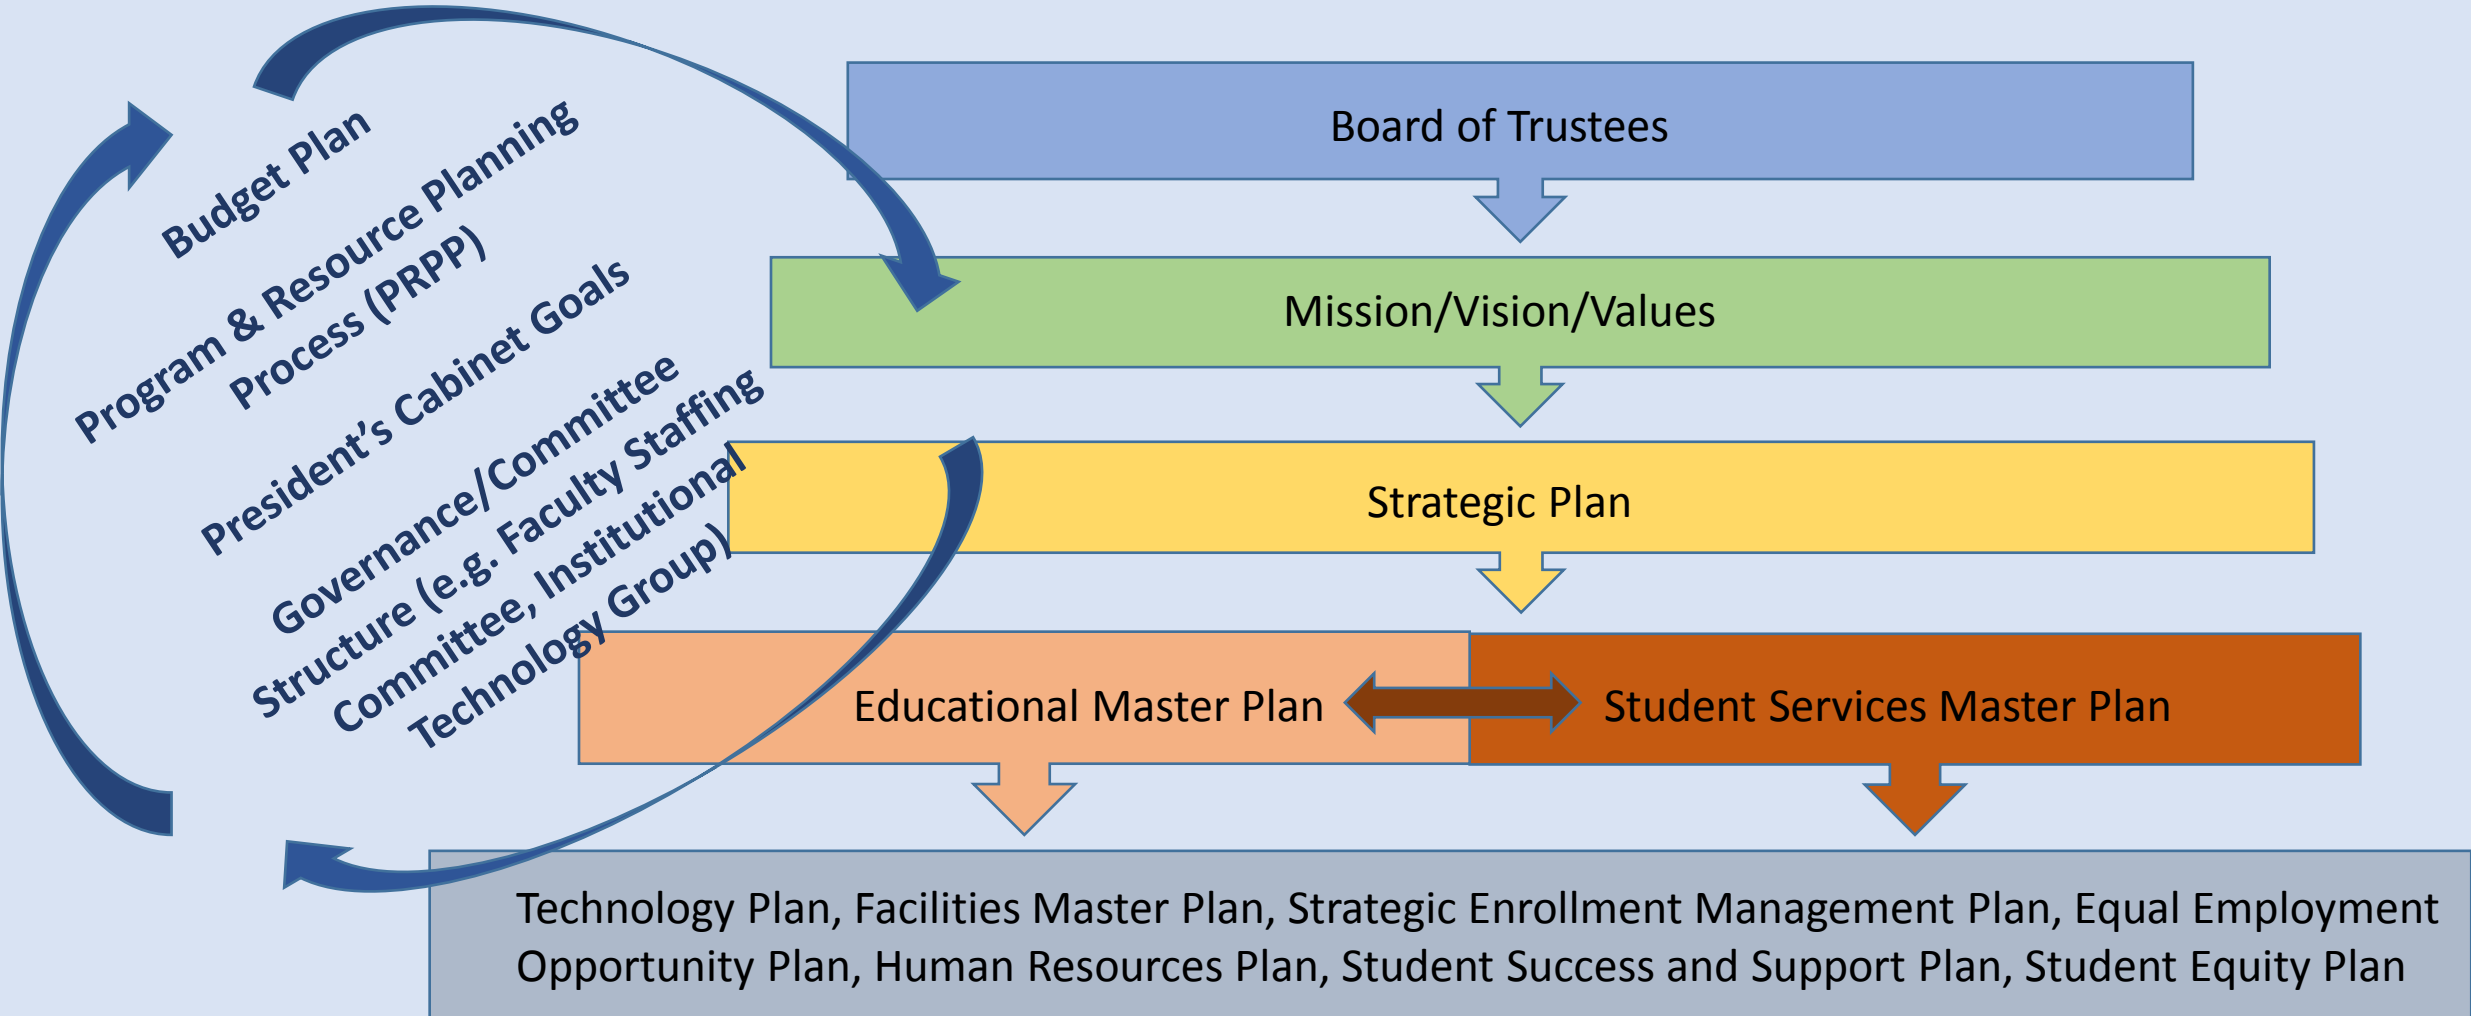 Budget Plan
Program & Resource Planning
Process (PRPP)
President’s Cabinet Goals
Governance/Committee
Structure (e.g. Faculty Staffing
Committee, Institutional
Technology Group)
Board of Trustees
Mission/Vision/Values
Strategic Plan
Educational Master Plan
Student Services Master Plan
Technology Plan, Facilities Master Plan, Strategic Enrollment Management Plan, Equal Employment
Opportunity Plan, Human Resources Plan, Student Success and Support Plan, Student Equity Plan